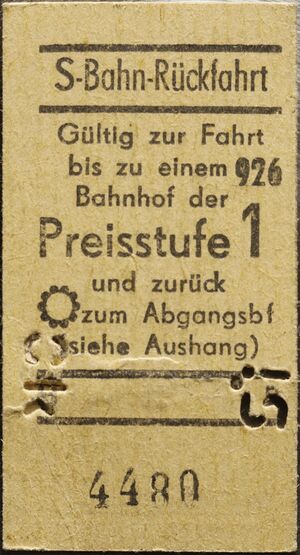 S-Bahn-Rückfahrt
Gültig zur Fahrt
bis zu einem 926
Bahnhof der
Preisstufe 1
und zurück
zum Abgangsbf
(siehe Aushang)
4480